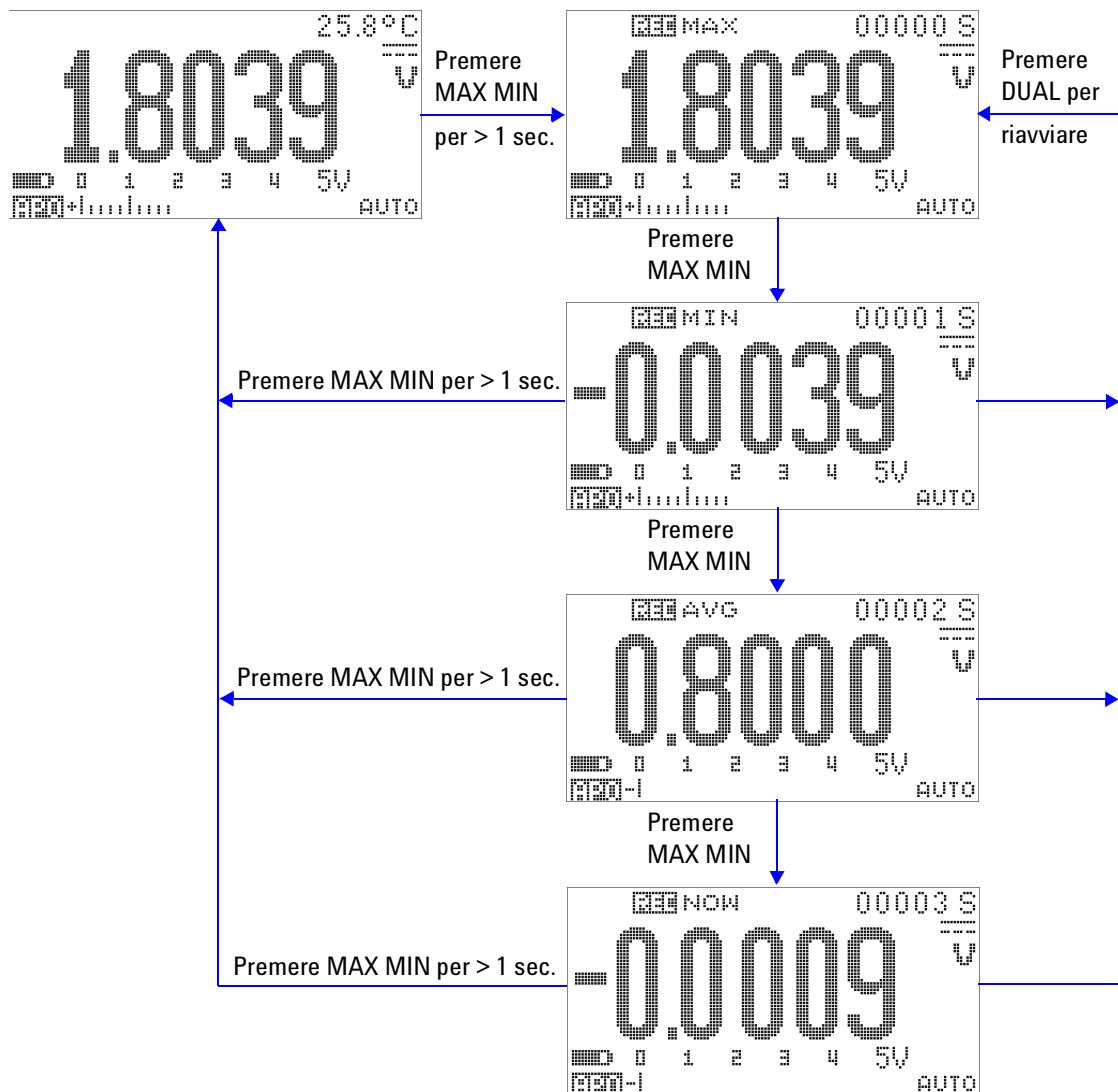 25.8°C
1.8039
V
0 1 2 3 4 5V
AUTO
Premere
MAX MIN
per > 1 sec.
REC MAX 00000 S
1.8039
V
0 1 2 3 4 5V
AUTO
Premere
DUAL per
riavviare
Premere
MAX MIN
REC MIN 00001 S
-0.0039
V
0 1 2 3 4 5V
AUTO
Premere MAX MIN per > 1 sec.
Premere
MAX MIN
REC AVG 00002 S
0.8000
V
0 1 2 3 4 5V
AUTO
Premere MAX MIN per > 1 sec.
Premere
MAX MIN
REC NOW 00003 S
-0.0009
V
0 1 2 3 4 5V
AUTO
Premere MAX MIN per > 1 sec.